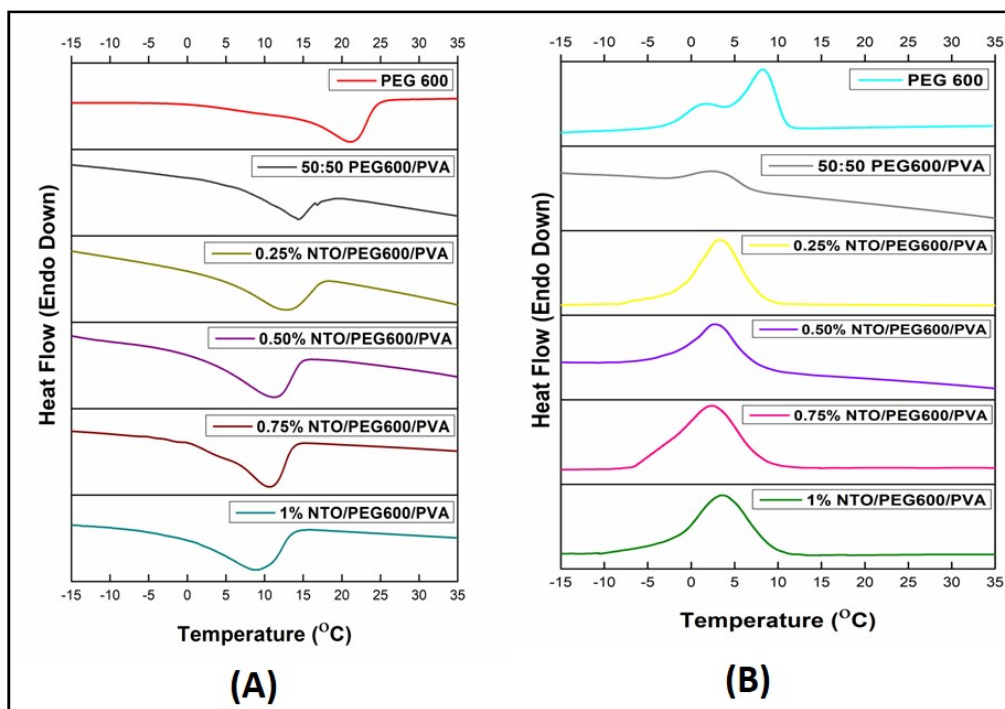 -15 -10 -5 0 5 10 15 20 25 30 35
PEG 600
50:50 PEG600/PVA
0.25% NTO/PEG600/PVA
0.50% NTO/PEG600/PVA
0.75% NTO/PEG600/PVA
1% NTO/PEG600/PVA
Heat Flow (Endo Down)
-15 -10 -5 0 5 10 15 20 25 30 35
Temperature (OC)
(A)
-15 -10 -5 0 5 10 15 20 25 30 35
PEG 600
50:50 PEG600/PVA
0.25% NTO/PEG600/PVA
0.50% NTO/PEG600/PVA
0.75% NTO/PEG600/PVA
1% NTO/PEG600/PVA
Heat Flow (Endo Down)
-15 -10 -5 0 5 10 15 20 25 30 35
Temperature (OC)
(B)